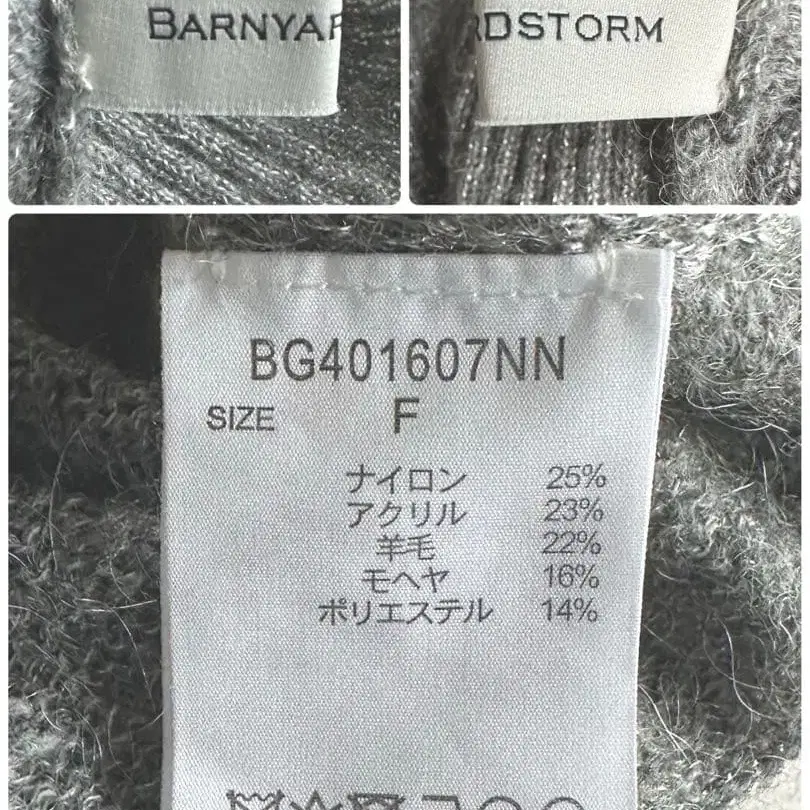 BARNYAR
RDSTORM
BG401607NN
SIZE F
ナイロン 25%
アクリル 23%
羊毛 22%
モヘヤ 16%
ポリエステル 14%